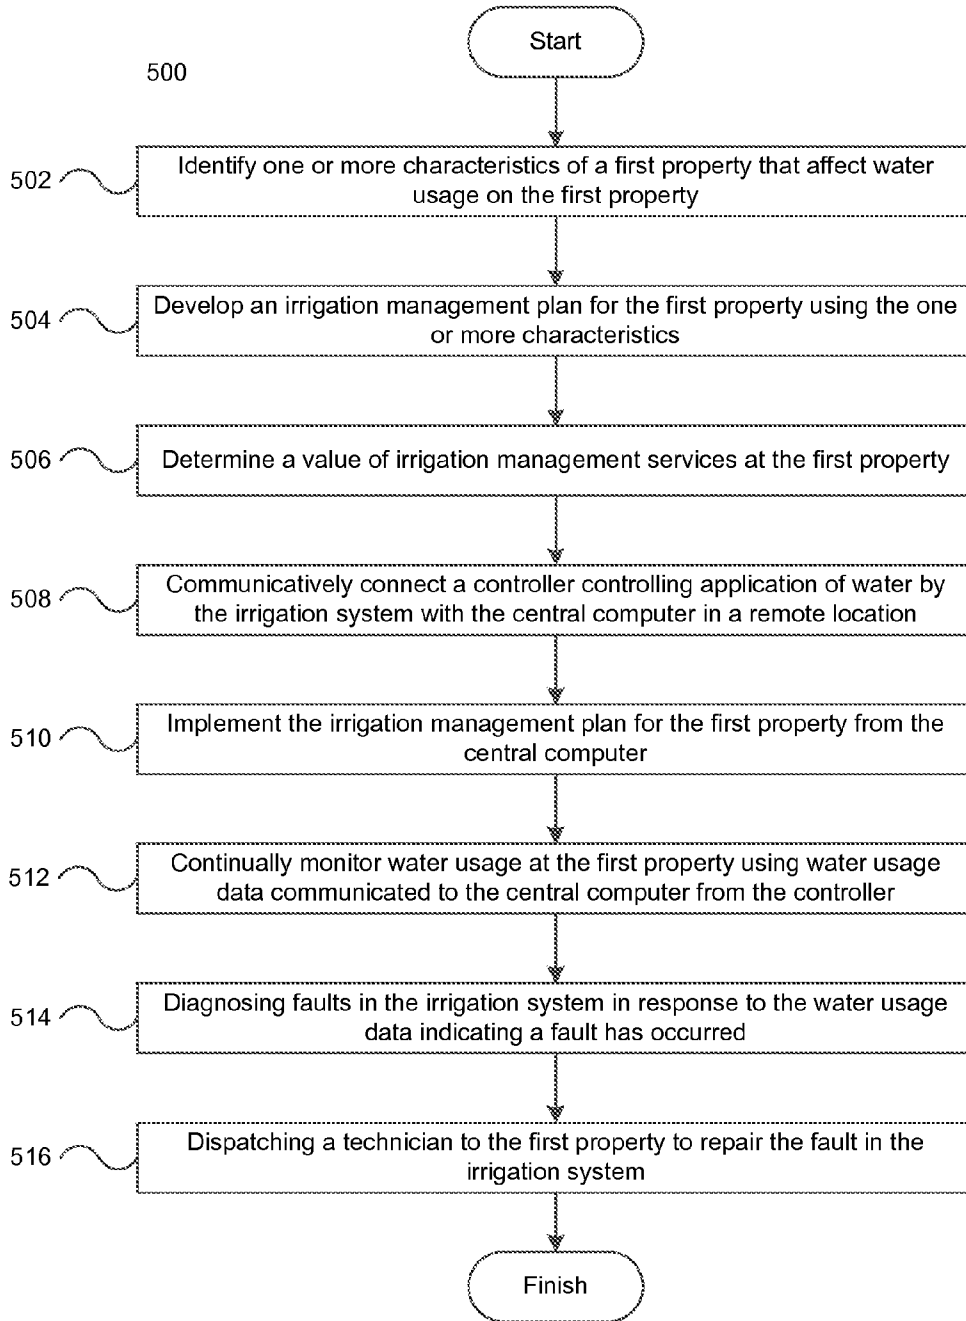 Start
500
502
Identify one or more characteristics of a first property that affect water
usage on the first property
504
Develop an irrigation management plan for the first property using the one
or more characteristics
506
Determine a value of irrigation management services at the first property
508
Communicatively connect a controller controlling application of water by
the irrigation system with the central computer in a remote location
510
Implement the irrigation management plan for the first property from the
central computer
512
Continually monitor water usage at the first property using water usage
data communicated to the central computer from the controller
514
Diagnosing faults in the irrigation system in response to the water usage
data indicating a fault has occurred
516
Dispatching a technician to the first property to repair the fault in the
irrigation system
Finish